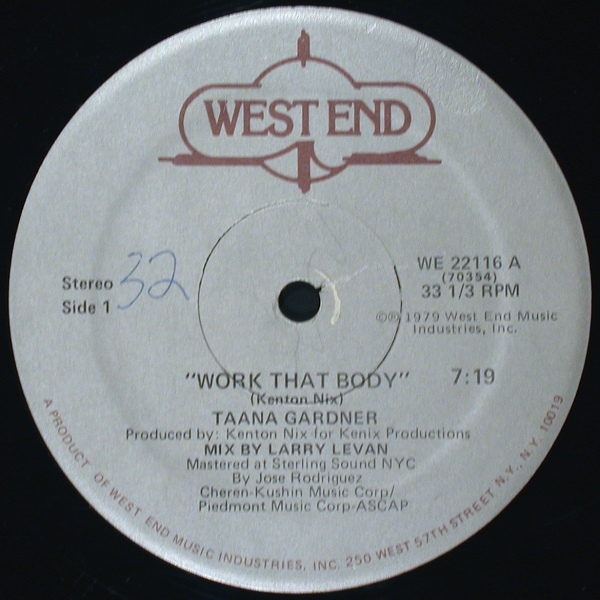 WEST END
Stereo
Side 1
32
WE 22116 A
(70354)
33 1/3 RPM
©℗ 1979 West End Music
Industries, Inc.
"WORK THAT BODY" 7:19
(Kenton Nix)
TAANA GARDNER
Produced by: Kenton Nix for Kenix Productions
MIX BY LARRY LEVAN
Mastered at Sterling Sound NYC
By Jose Rodriguez
Cheren-Kushin Music Corp/
Piedmont Music Corp-ASCAP
A PRODUCT OF WEST END MUSIC INDUSTRIES, INC. 250 WEST 57TH STREET N.Y., N.Y. 10019